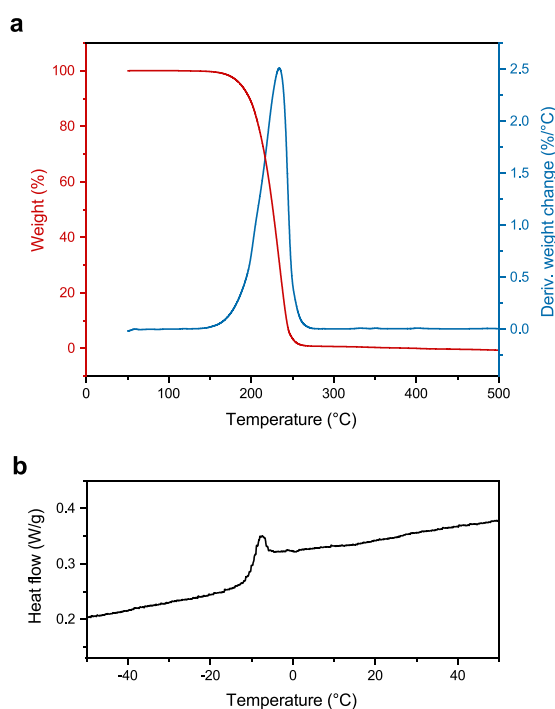 a
100
80
60
40
20
0
Weight (%)
2.5
2.0
1.5
1.0
0.5
0.0
Deriv. weight change (%/°C)
0 100 200 300 400 500
Temperature (°C)
b
0.4
0.3
0.2
Heat flow (W/g)
-40 -20 0 20 40
Temperature (°C)